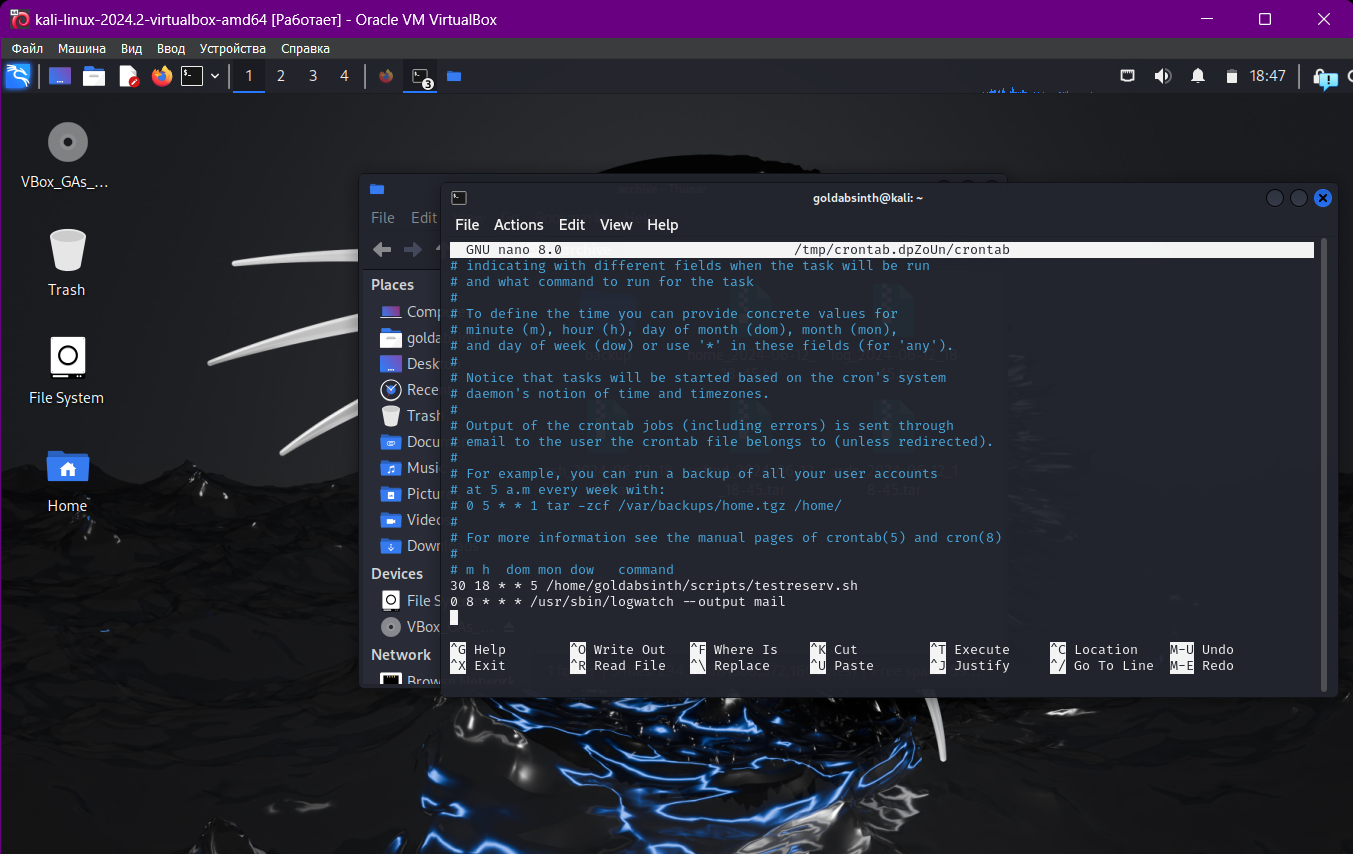 kali-linux-2024.2-virtualbox-amd64 [Работает] - Oracle VM VirtualBox
Файл Машина Вид Ввод Устройства Справка
1 2 3 4 3 18:47
VBox_GAs_...
Trash
File System
Home
File Edit
Places
Comp
golda
Desk
Rece
Trash
Docu
Music
Pictu
Video
Down
Devices
File S
VBox_GAs_...
Network
Brow
goldabsinth@kali: ~
File Actions Edit View Help
GNU nano 8.0 /tmp/crontab.dpZoUn/crontab
# indicating with different fields when the task will be run
# and what command to run for the task
#
# To define the time you can provide concrete values for
# minute (m), hour (h), day of month (dom), month (mon),
# and day of week (dow) or use '*' in these fields (for 'any').
#
# Notice that tasks will be started based on the cron's system
# daemon's notion of time and timezones.
#
# Output of the crontab jobs (including errors) is sent through
# email to the user the crontab file belongs to (unless redirected).
#
# For example, you can run a backup of all your user accounts
# at 5 a.m every week with:
# 0 5 * * 1 tar -zcf /var/backups/home.tgz /home/
#
# For more information see the manual pages of crontab(5) and cron(8)
#
# m h  dom mon dow   command
30 18 * * 5 /home/goldabsinth/scripts/testreserv.sh
0 8 * * * /usr/sbin/logwatch --output mail
^G Help ^O Write Out ^F Where Is ^K Cut ^T Execute ^C Location M-U Undo
^X Exit ^R Read File ^\ Replace ^U Paste ^J Justify ^/ Go To Line M-E Redo